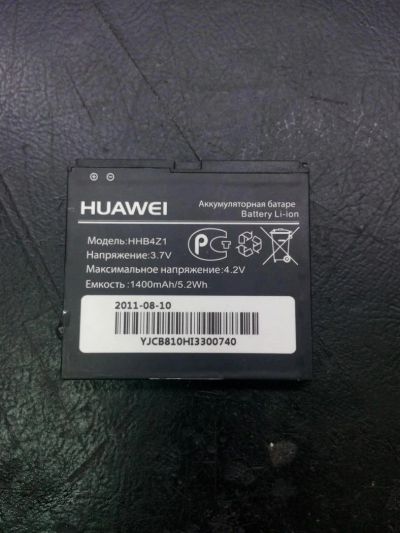 HUAWEI
Аккумуляторная батаре
Battery Li-ion
Модель:HHB4Z1
Напряжение:3.7V
Максимальное напряжение:4.2V
Емкость:1400mAh/5.2Wh
2011-08-10
YJCB810HI3300740